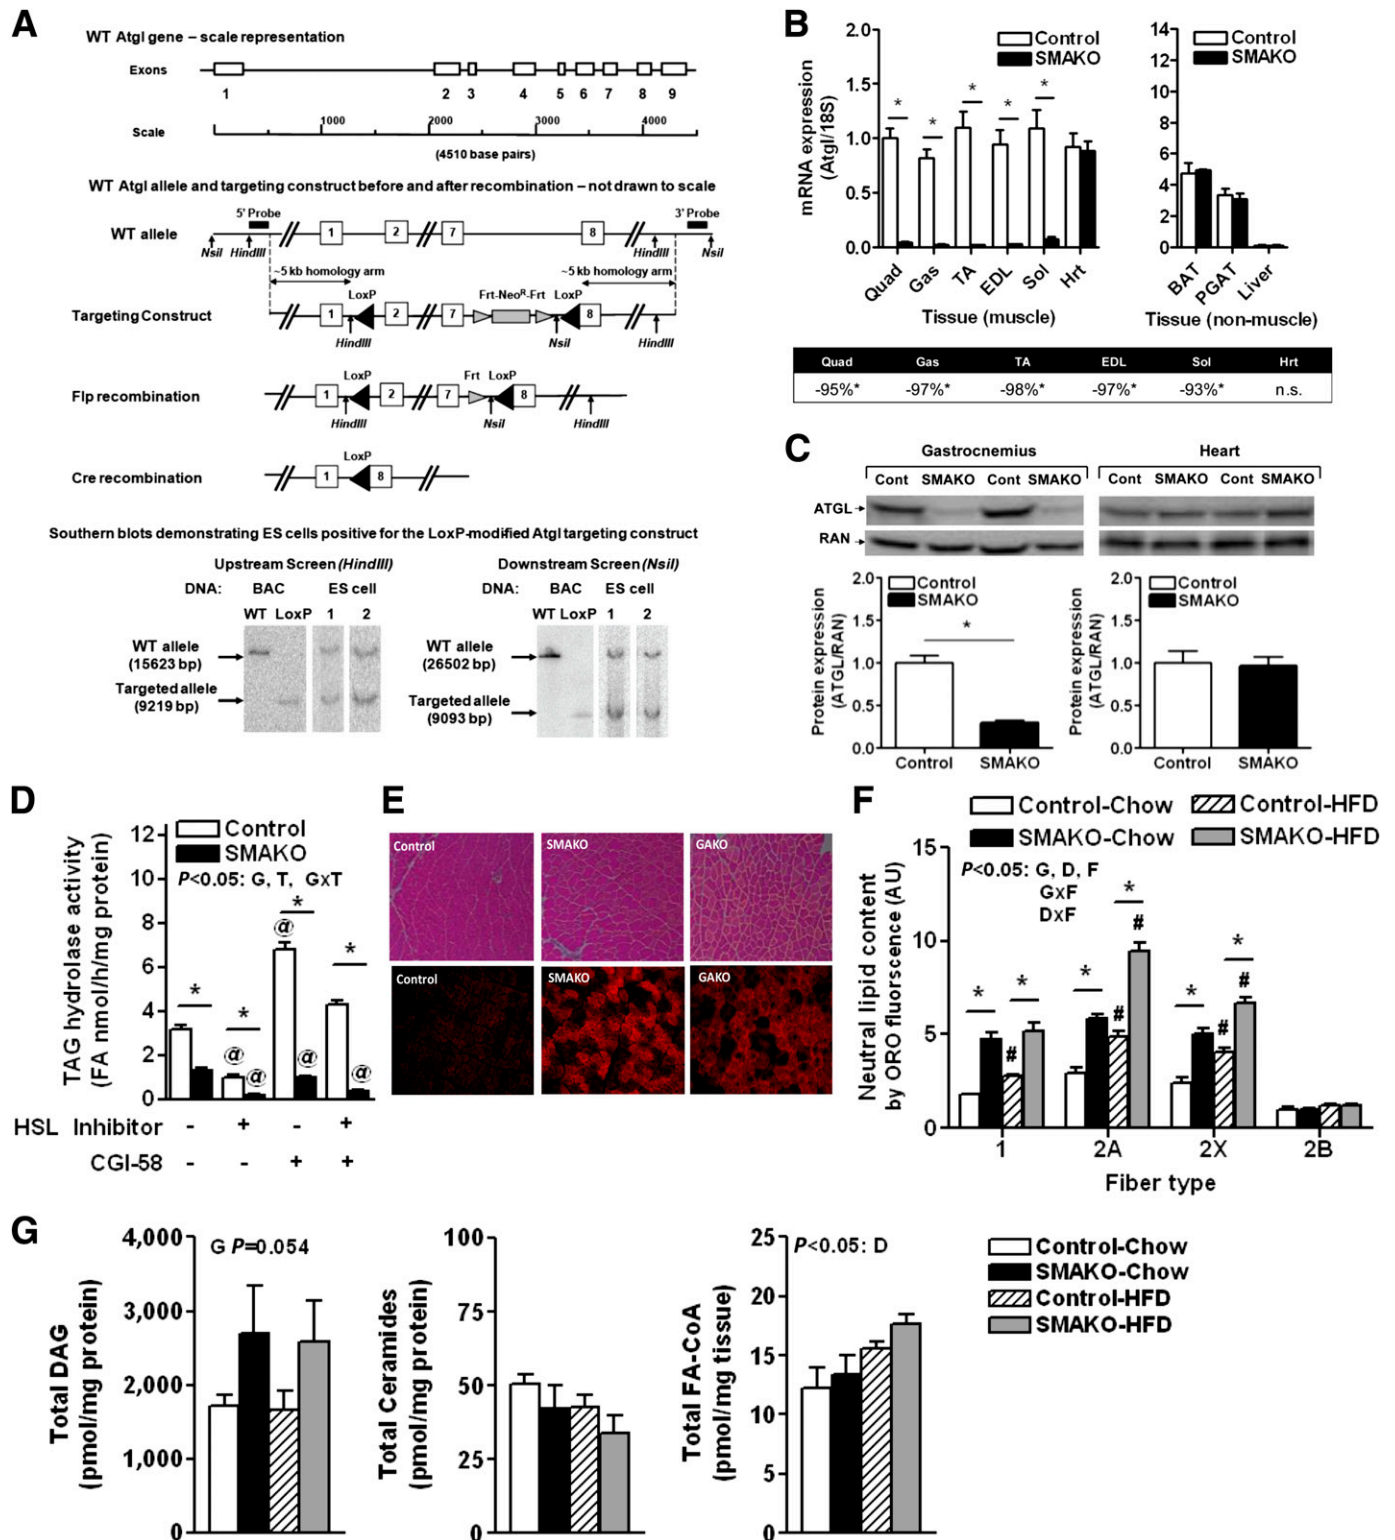 A
WT Atgl gene – scale representation
Exons
1 2 3 4 5 6 7 8 9
Scale
1000 2000 3000 4000
(4510 base pairs)
WT Atgl allele and targeting construct before and after recombination – not drawn to scale
5' Probe 3' Probe
WT allele
1 2 7 8
NsiI HindIII HindIII NsiI
~5 kb homology arm ~5 kb homology arm
LoxP Frt-NeoR-Frt LoxP
Targeting Construct
1 2 7 8
HindIII NsiI HindIII
LoxP Frt LoxP
Flp recombination
1 2 7 8
HindIII NsiI HindIII
LoxP
Cre recombination
1 8
Southern blots demonstrating ES cells positive for the LoxP-modified Atgl targeting construct
Upstream Screen (HindIII)
DNA: BAC ES cell
WT LoxP 1 2
WT allele
(15623 bp)
Targeted allele
(9219 bp)
Downstream Screen (NsiI)
DNA: BAC ES cell
WT LoxP 1 2
WT allele
(26502 bp)
Targeted allele
(9093 bp)
B
mRNA expression
(Atgl/18S)
2.0
1.5
1.0
0.5
0.0
Control
SMAKO
* * * * *
Quad Gas TA EDL Sol Hrt
Tissue (muscle)
14
12
10
8
6
4
2
0
Control
SMAKO
BAT PGAT Liver
Tissue (non-muscle)
Quad Gas TA EDL Sol Hrt
-95%* -97%* -98%* -97%* -93%* n.s.
C
Gastrocnemius Heart
Cont SMAKO Cont SMAKO Cont SMAKO Cont SMAKO
ATGL
RAN
Protein expression
(ATGL/RAN)
2.0
1.5
1.0
0.5
0.0
Control
SMAKO
*
Control SMAKO
Protein expression
(ATGL/RAN)
2.0
1.5
1.0
0.5
0.0
Control
SMAKO
Control SMAKO
D
TAG hydrolase activity
(FA nmol/h/mg protein)
12
10
8
6
4
2
0
Control
SMAKO
P<0.05: G, T, GxT
* * * *
@ @ @ @ @
HSL Inhibitor - + - +
CGI-58 - - + +
E
Control SMAKO GAKO
Control SMAKO GAKO
F
Control-Chow Control-HFD
SMAKO-Chow SMAKO-HFD
Neutral lipid content
by ORO fluorescence (AU)
15
10
5
0
P<0.05: G, D, F
GxF
DxF
* * * * * *
# # # # #
1 2A 2X 2B
Fiber type
G
Total DAG
(pmol/mg protein)
4,000
3,000
2,000
1,000
0
G P=0.054
Total Ceramides
(pmol/mg protein)
100
75
50
25
0
Total FA-CoA
(pmol/mg tissue)
25
20
15
10
5
0
P<0.05: D
Control-Chow
SMAKO-Chow
Control-HFD
SMAKO-HFD